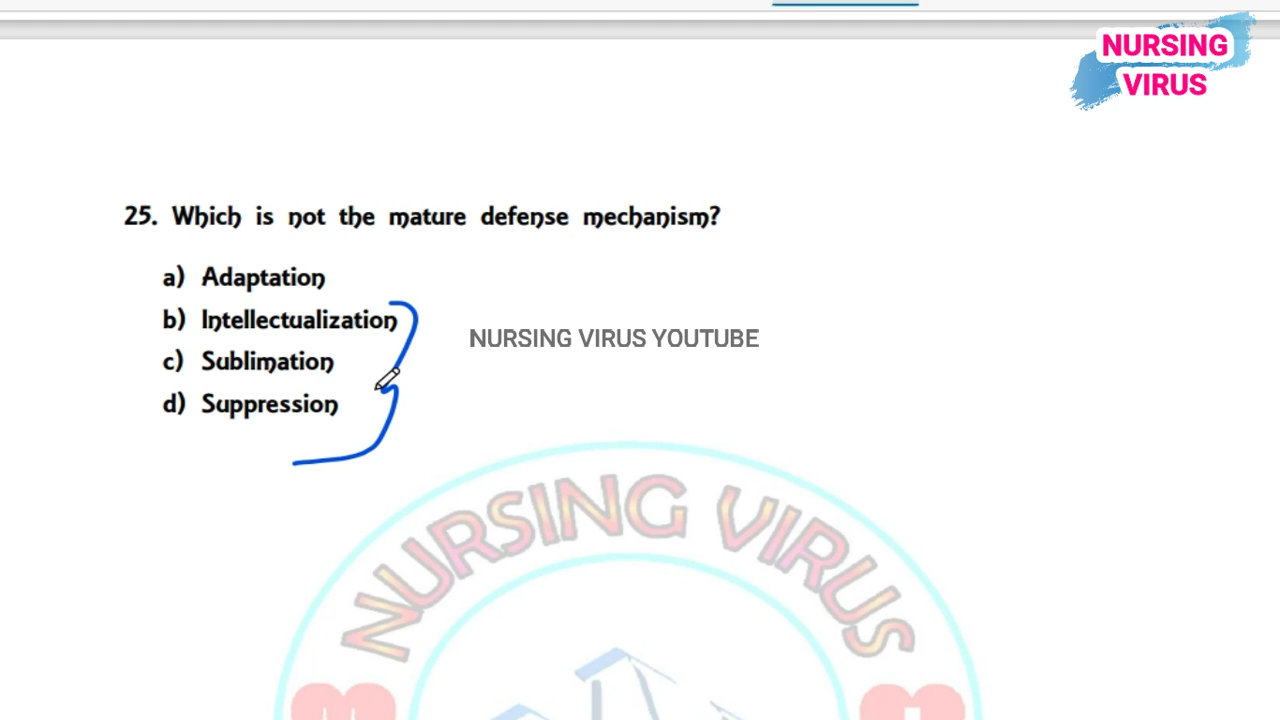 NURSING
VIRUS
25. Which is not the mature defense mechanism?
a) Adaptation
b) Intellectualization
c) Sublimation
d) Suppression
NURSING VIRUS YOUTUBE
NURSING VIRUS